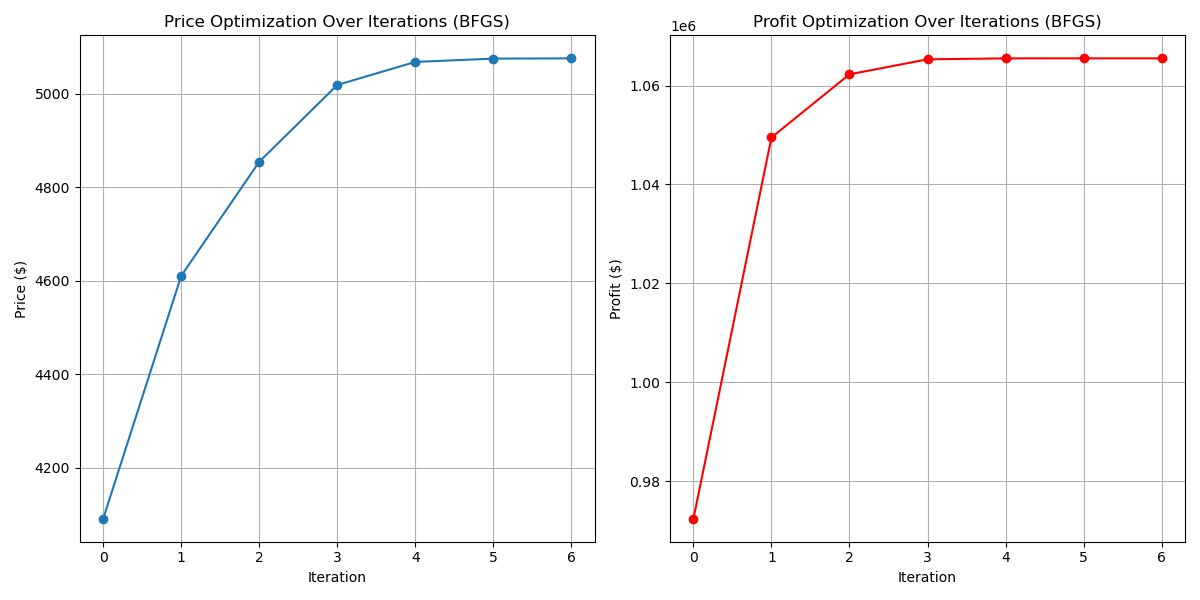 Price Optimization Over Iterations (BFGS)
Price ($)
5000
4800
4600
4400
4200
0 1 2 3 4 5 6
Iteration
Profit Optimization Over Iterations (BFGS)
1e6
Profit ($)
1.06
1.04
1.02
1.00
0.98
0 1 2 3 4 5 6
Iteration